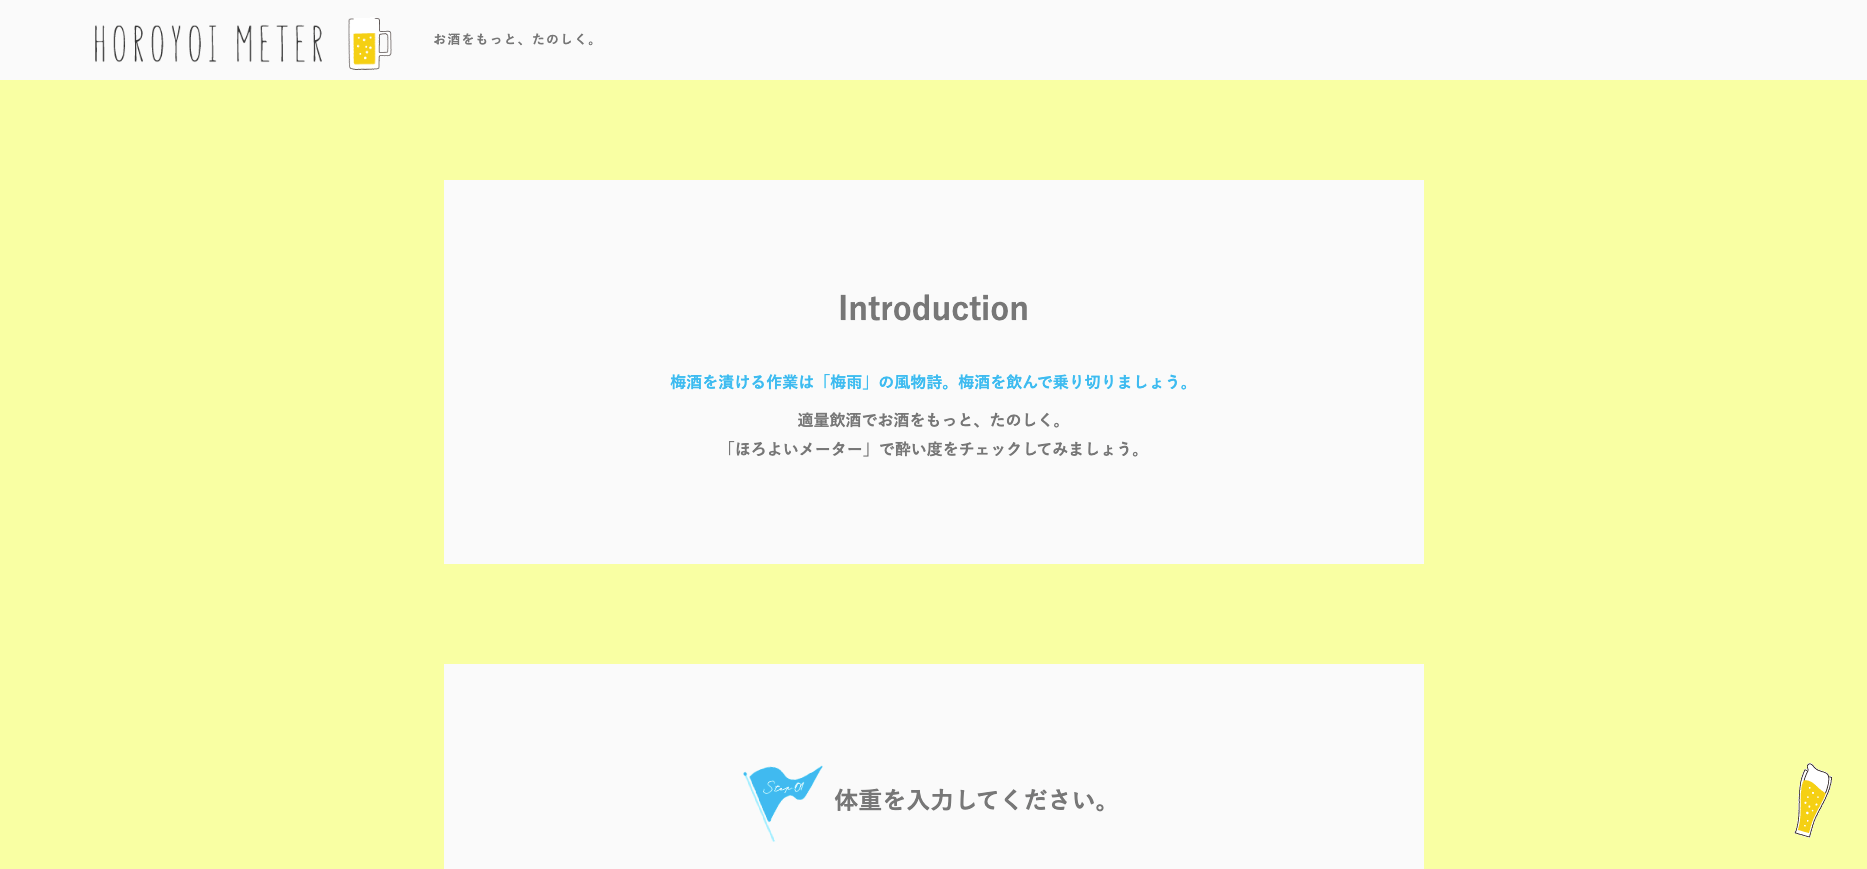 HOROYOI METER
お酒をもっと、たのしく。
Introduction
梅酒を漬ける作業は「梅雨」の風物詩。梅酒を飲んで乗り切りましょう。
適量飲酒でお酒をもっと、たのしく。
「ほろよいメーター」で酔い度をチェックしてみましょう。
Step 01
体重を入力してください。